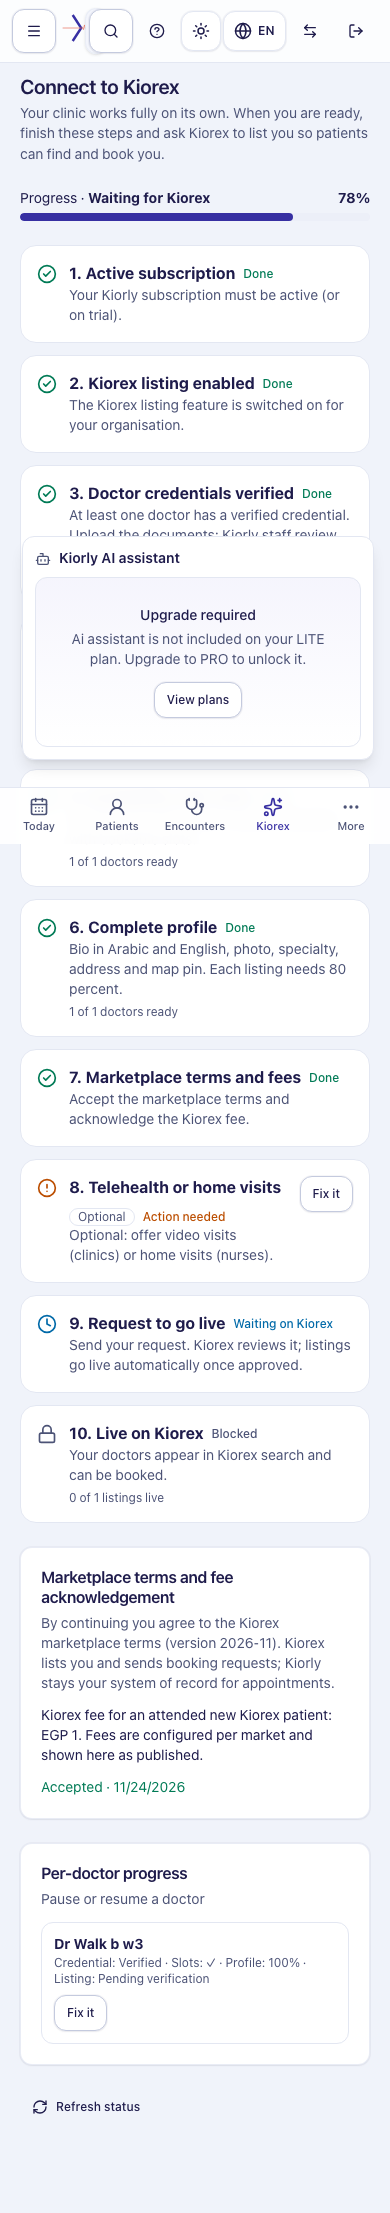 EN
Connect to Kiorex
Your clinic works fully on its own. When you are ready,
finish these steps and ask Kiorex to list you so patients
can find and book you.
Progress · Waiting for Kiorex 78%
1. Active subscription Done
Your Kiorly subscription must be active (or
on trial).
2. Kiorex listing enabled Done
The Kiorex listing feature is switched on for
your organisation.
3. Doctor credentials verified Done
At least one doctor has a verified credential.
Upload the documents; Kiorly staff review
Kiorly AI assistant
Upgrade required
Ai assistant is not included on your LITE
plan. Upgrade to PRO to unlock it.
View plans
Today Patients Encounters Kiorex More
1 of 1 doctors ready
6. Complete profile Done
Bio in Arabic and English, photo, specialty,
address and map pin. Each listing needs 80
percent.
1 of 1 doctors ready
7. Marketplace terms and fees Done
Accept the marketplace terms and
acknowledge the Kiorex fee.
8. Telehealth or home visits Fix it
Optional Action needed
Optional: offer video visits
(clinics) or home visits (nurses).
9. Request to go live Waiting on Kiorex
Send your request. Kiorex reviews it; listings
go live automatically once approved.
10. Live on Kiorex Blocked
Your doctors appear in Kiorex search and
can be booked.
0 of 1 listings live
Marketplace terms and fee
acknowledgement
By continuing you agree to the Kiorex
marketplace terms (version 2026-11). Kiorex
lists you and sends booking requests; Kiorly
stays your system of record for appointments.
Kiorex fee for an attended new Kiorex patient:
EGP 1. Fees are configured per market and
shown here as published.
Accepted · 11/24/2026
Per-doctor progress
Pause or resume a doctor
Dr Walk b w3
Credential: Verified · Slots: ✓ · Profile: 100% ·
Listing: Pending verification
Fix it
Refresh status